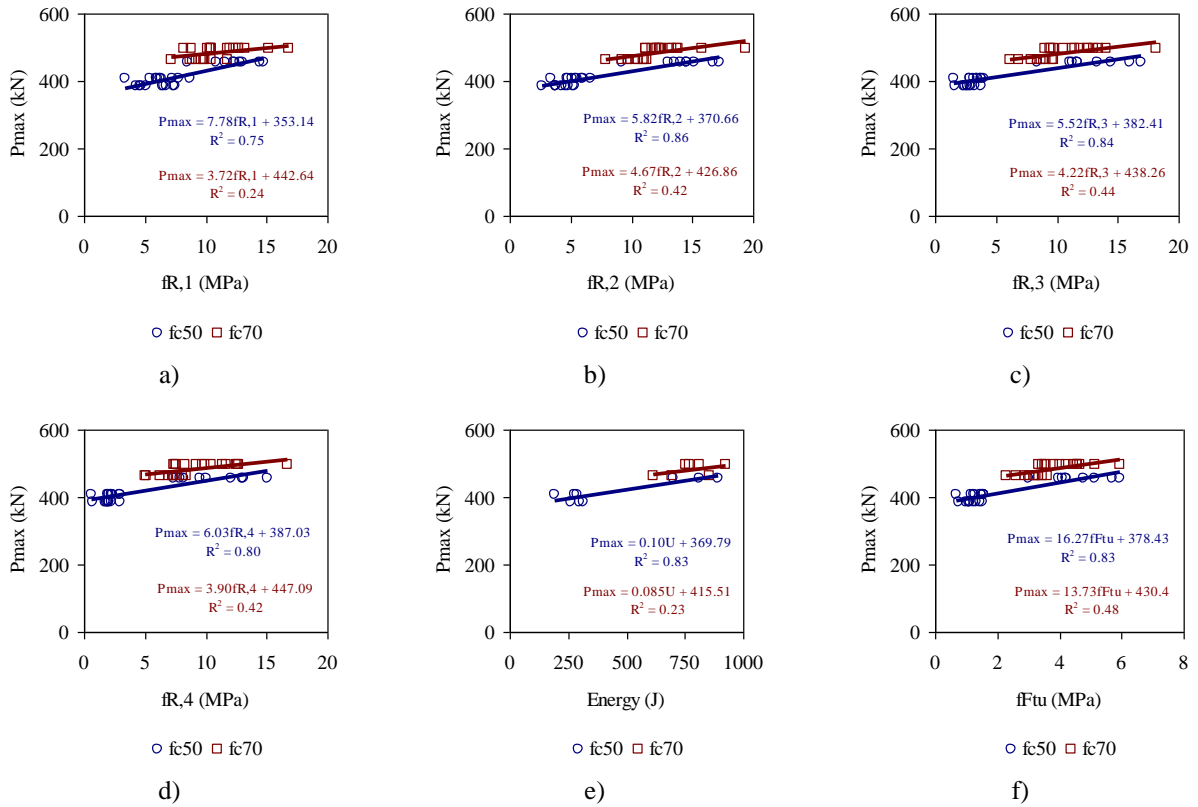 600
400
200
0
Pmax (kN)
Pmax = 7.78fR,1 + 353.14
R² = 0.75
Pmax = 3.72fR,1 + 442.64
R² = 0.24
0 5 10 15 20
fR,1 (MPa)
fc50 fc70
a)
600
400
200
0
Pmax (kN)
Pmax = 5.82fR,2 + 370.66
R² = 0.86
Pmax = 4.67fR,2 + 426.86
R² = 0.42
0 5 10 15 20
fR,2 (MPa)
fc50 fc70
b)
600
400
200
0
Pmax (kN)
Pmax = 5.52fR,3 + 382.41
R² = 0.84
Pmax = 4.22fR,3 + 438.26
R² = 0.44
0 5 10 15 20
fR,3 (MPa)
fc50 fc70
c)
600
400
200
0
Pmax (kN)
Pmax = 6.03fR,4 + 387.03
R² = 0.80
Pmax = 3.90fR,4 + 447.09
R² = 0.42
0 5 10 15 20
fR,4 (MPa)
fc50 fc70
d)
600
400
200
0
Pmax (kN)
Pmax = 0.10U + 369.79
R² = 0.83
Pmax = 0.085U + 415.51
R² = 0.23
0 250 500 750 1000
Energy (J)
fc50 fc70
e)
600
400
200
0
Pmax (kN)
Pmax = 16.27fFtu + 378.43
R² = 0.83
Pmax = 13.73fFtu + 430.4
R² = 0.48
0 2 4 6 8
fFtu (MPa)
fc50 fc70
f)